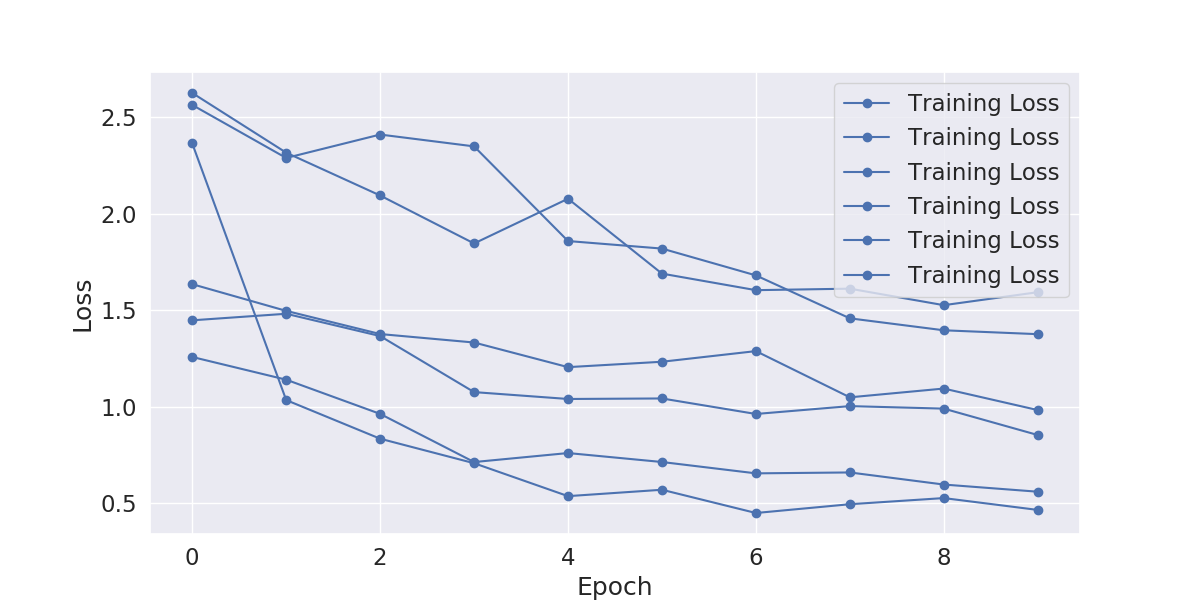 2.5
2.0
1.5
1.0
0.5
Loss
0 2 4 6 8
Epoch
Training Loss
Training Loss
Training Loss
Training Loss
Training Loss
Training Loss